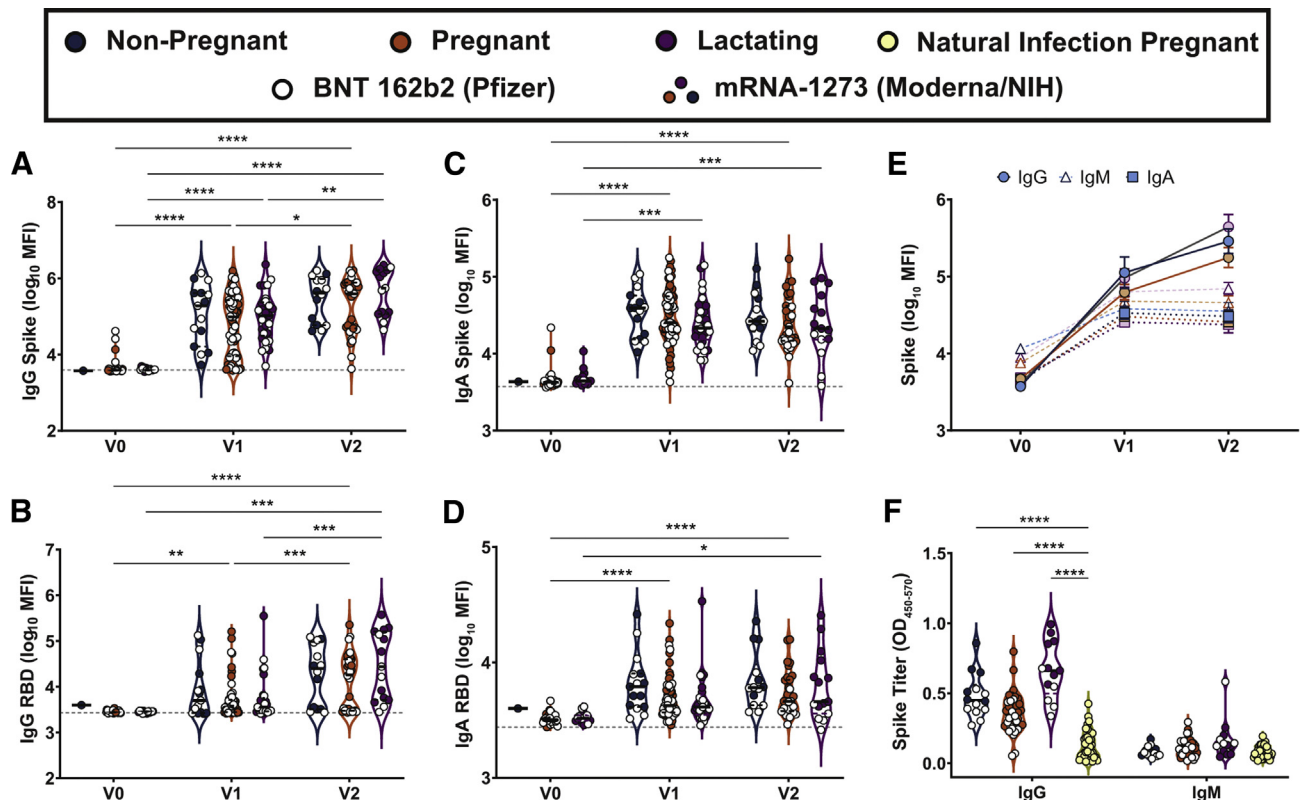 Non-Pregnant Pregnant Lactating Natural Infection Pregnant
BNT 162b2 (Pfizer) mRNA-1273 (Moderna/NIH)
A
****
****
**** **
**** *
IgG Spike (log10 MFI)
8
6
4
2
V0 V1 V2
C
****
***
****
***
IgA Spike (log10 MFI)
6
5
4
3
V0 V1 V2
E
IgG IgM IgA
Spike (log10 MFI)
6
5
4
3
V0 V1 V2
B
****
***
***
** ***
IgG RBD (log10 MFI)
7
6
5
4
3
2
V0 V1 V2
D
****
*
****
IgA RBD (log10 MFI)
5
4
3
V0 V1 V2
F
****
****
****
Spike Titer (OD450-570)
1.5
1.0
0.5
0.0
IgG IgM